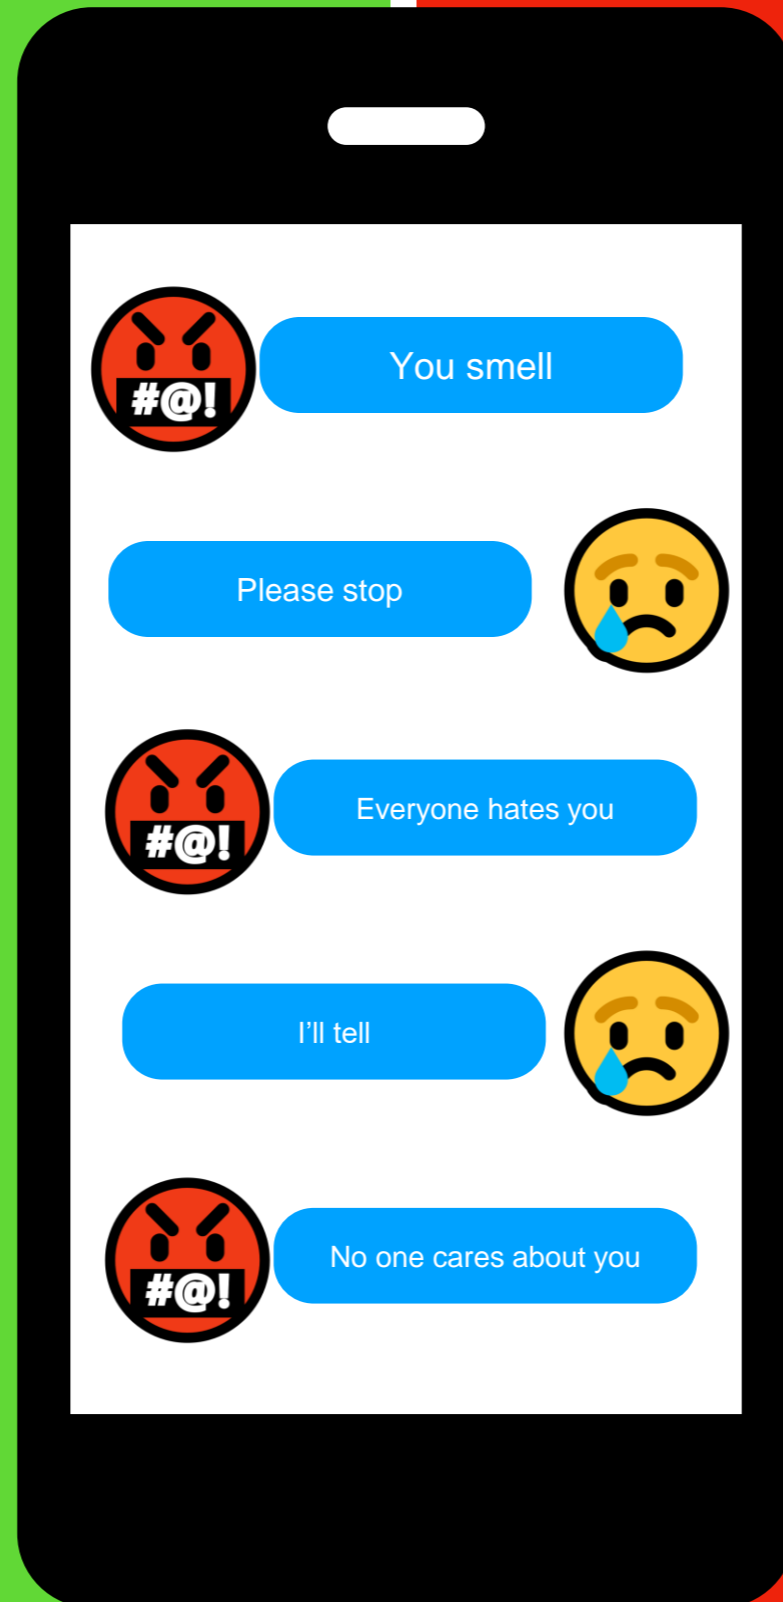 #@!
You smell
Please stop
#@!
Everyone hates you
I’ll tell
#@!
No one cares about you